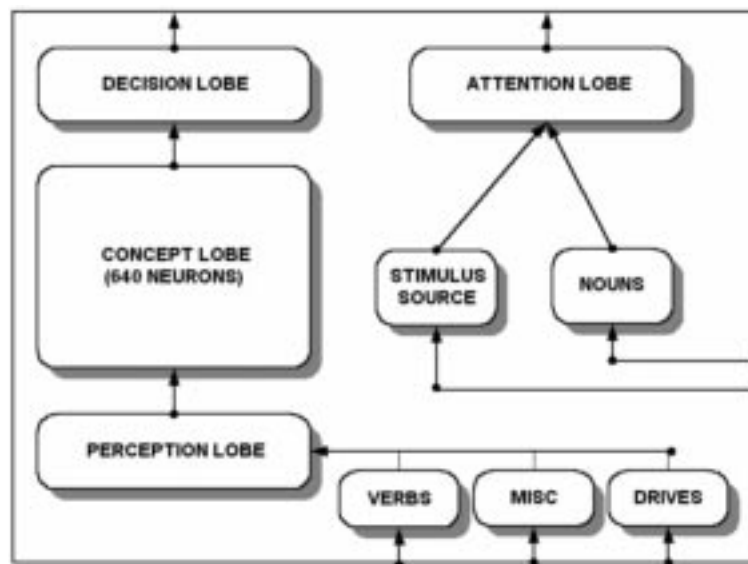 DECISION LOBE
ATTENTION LOBE
CONCEPT LOBE
(640 NEURONS)
STIMULUS
SOURCE
NOUNS
PERCEPTION LOBE
VERBS
MISC
DRIVES